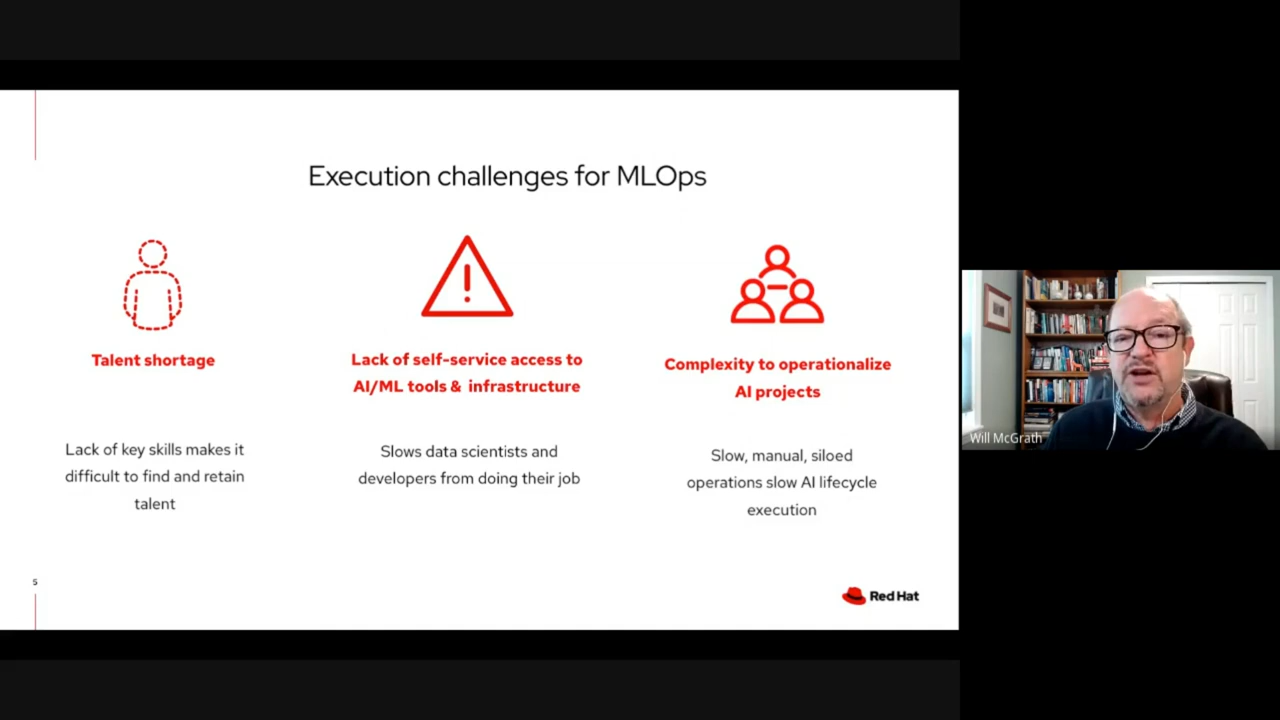 Execution challenges for MLOps
Talent shortage
Lack of key skills makes it
difficult to find and retain
talent
Lack of self-service access to
AI/ML tools & infrastructure
Slows data scientists and
developers from doing their job
Complexity to operationalize
AI projects
Slow, manual, siloed
operations slow AI lifecycle
execution
5
Red Hat
Will McGrath